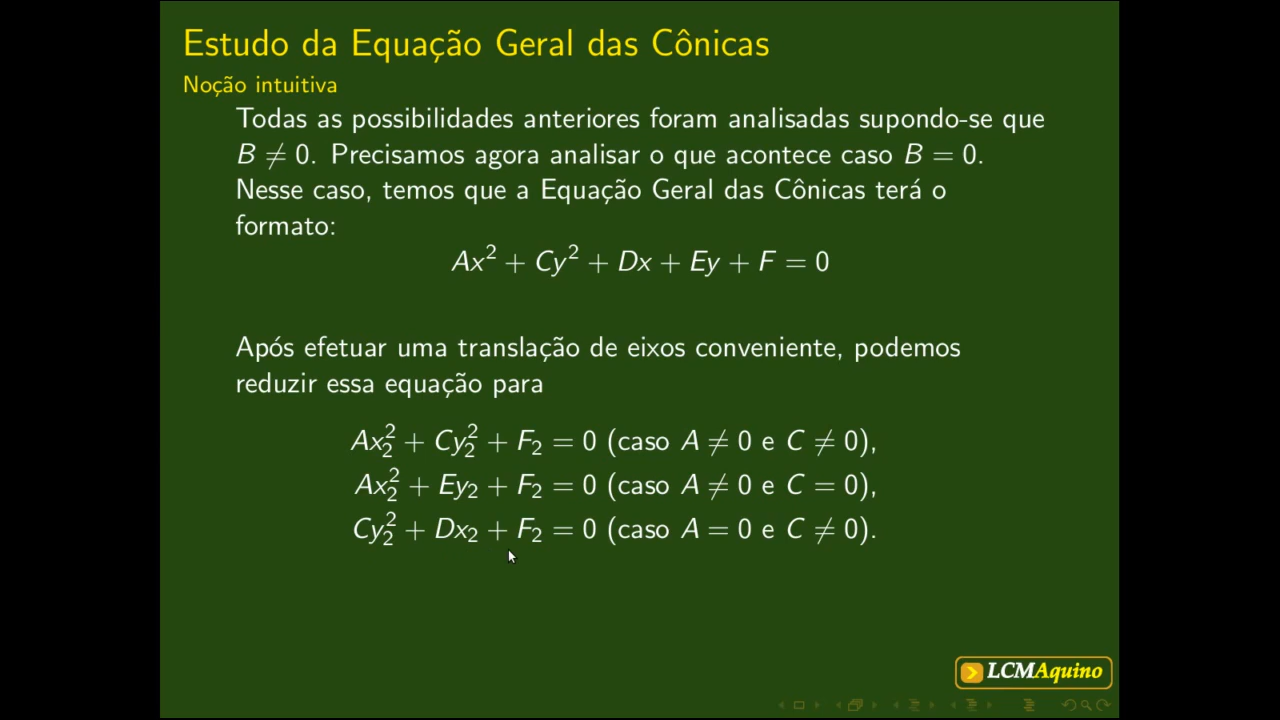 Estudo da Equação Geral das Cônicas
Noção intuitiva
Todas as possibilidades anteriores foram analisadas supondo-se que
B ≠ 0. Precisamos agora analisar o que acontece caso B = 0.
Nesse caso, temos que a Equação Geral das Cônicas terá o
formato:
Ax² + Cy² + Dx + Ey + F = 0
Após efetuar uma translação de eixos conveniente, podemos
reduzir essa equação para
Ax₂² + Cy₂² + F₂ = 0 (caso A ≠ 0 e C ≠ 0),
Ax₂² + Ey₂ + F₂ = 0 (caso A ≠ 0 e C = 0),
Cy₂² + Dx₂ + F₂ = 0 (caso A = 0 e C ≠ 0).
LCMAquino